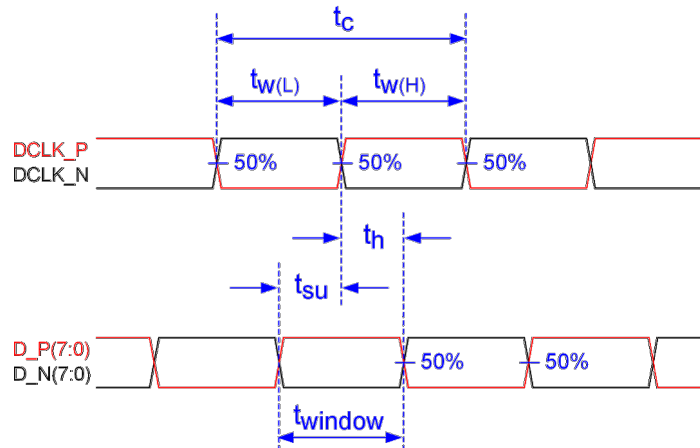 tc
tw(L) tw(H)
DCLK_P
DCLK_N
50% 50% 50%
th
tsu
D_P(7:0)
D_N(7:0)
50% 50%
twindow